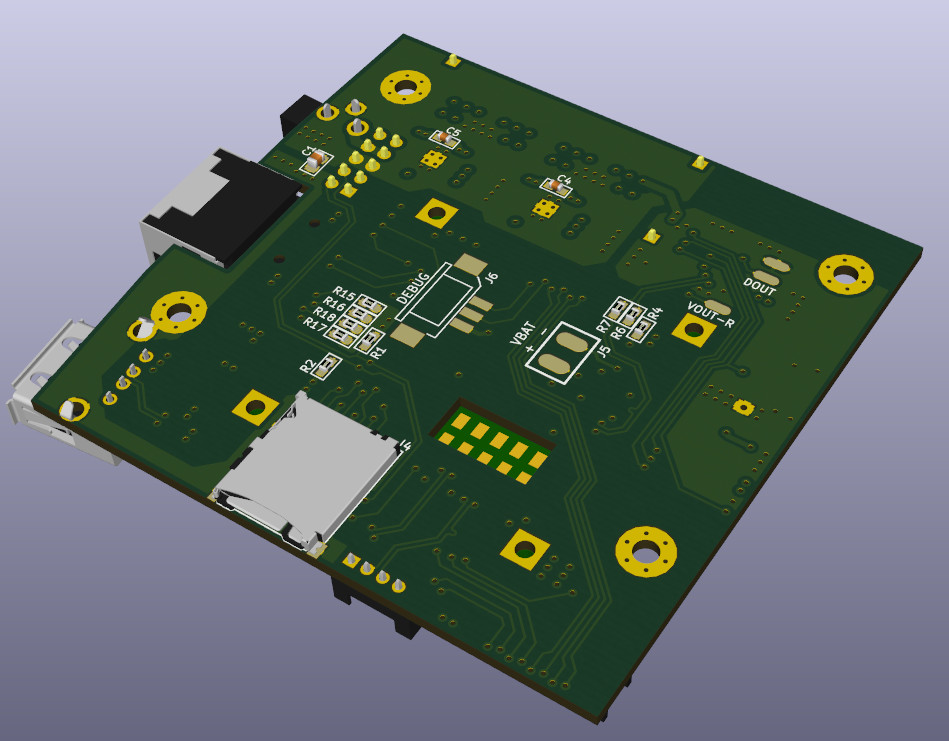 C5
C1
C4
DEBUG
J6
DOUT
VOUT-R
R15
R16
R18
R17
R1
R2
VBAT
- +
J5
R7
R6
R4
J4